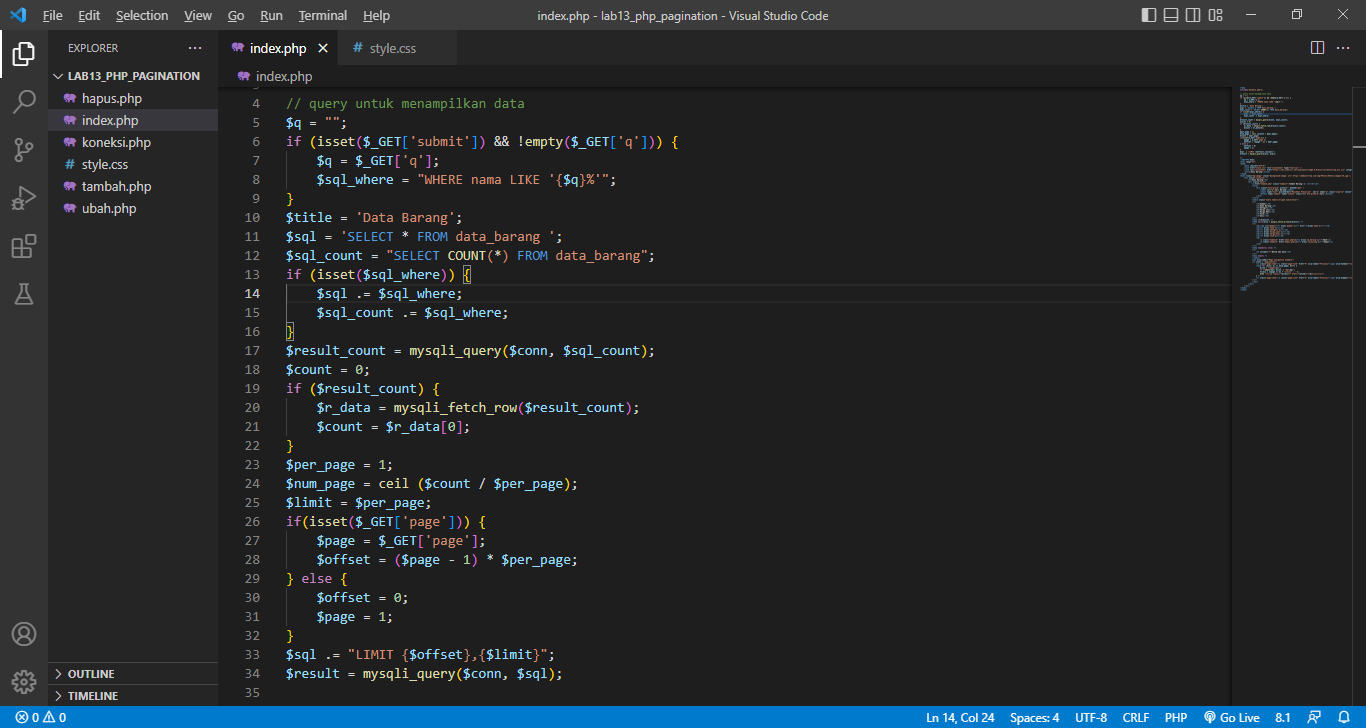 File Edit Selection View Go Run Terminal Help index.php - lab13_php_pagination - Visual Studio Code
EXPLORER
LAB13_PHP_PAGINATION
hapus.php
index.php
koneksi.php
# style.css
tambah.php
ubah.php
OUTLINE
TIMELINE
index.php # style.css
index.php
4 // query untuk menampilkan data
5 $q = "";
6 if (isset($_GET['submit']) && !empty($_GET['q'])) {
7 $q = $_GET['q'];
8 $sql_where = "WHERE nama LIKE '{$q}%'";
9 }
10 $title = 'Data Barang';
11 $sql = 'SELECT * FROM data_barang ';
12 $sql_count = "SELECT COUNT(*) FROM data_barang";
13 if (isset($sql_where)) {
14 $sql .= $sql_where;
15 $sql_count .= $sql_where;
16 }
17 $result_count = mysqli_query($conn, $sql_count);
18 $count = 0;
19 if ($result_count) {
20 $r_data = mysqli_fetch_row($result_count);
21 $count = $r_data[0];
22 }
23 $per_page = 1;
24 $num_page = ceil ($count / $per_page);
25 $limit = $per_page;
26 if(isset($_GET['page'])) {
27 $page = $_GET['page'];
28 $offset = ($page - 1) * $per_page;
29 } else {
30 $offset = 0;
31 $page = 1;
32 }
33 $sql .= "LIMIT {$offset},{$limit}";
34 $result = mysqli_query($conn, $sql);
35
0 0 Ln 14, Col 24 Spaces: 4 UTF-8 CRLF PHP Go Live 8.1